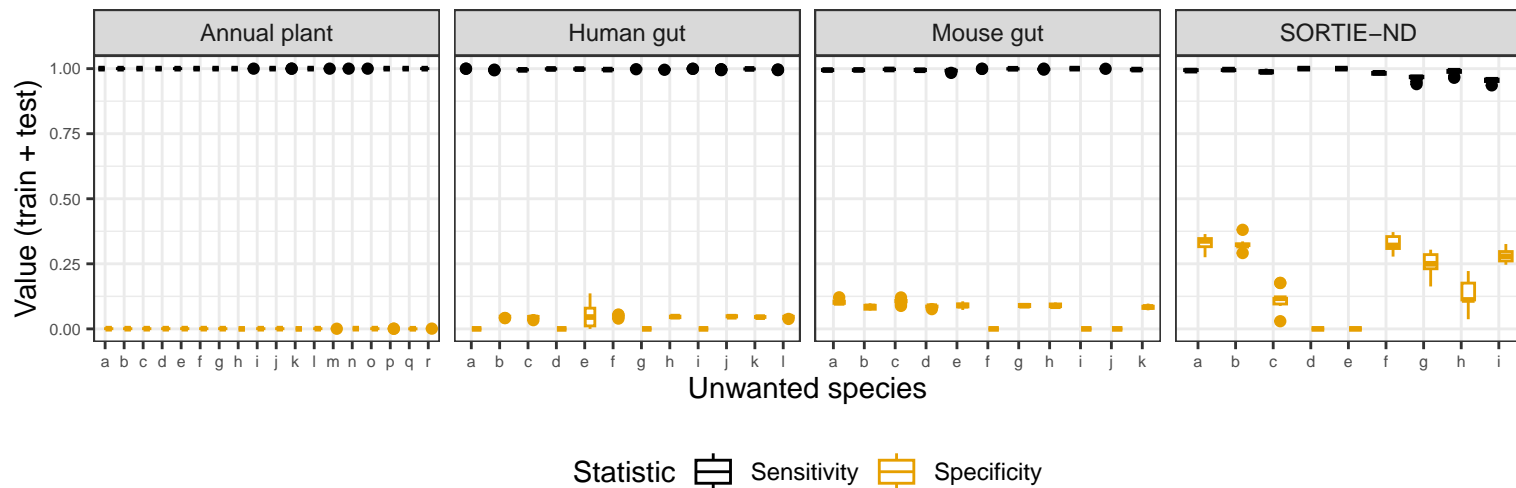 Annual plant Human gut Mouse gut SORTIE−ND
Value (train + test)
1.00
0.75
0.50
0.25
0.00
a b c d e f g h i j k l m n o p q r a b c d e f g h i j k l a b c d e f g h i j k a b c d e f g h i
Unwanted species
Statistic Sensitivity Specificity